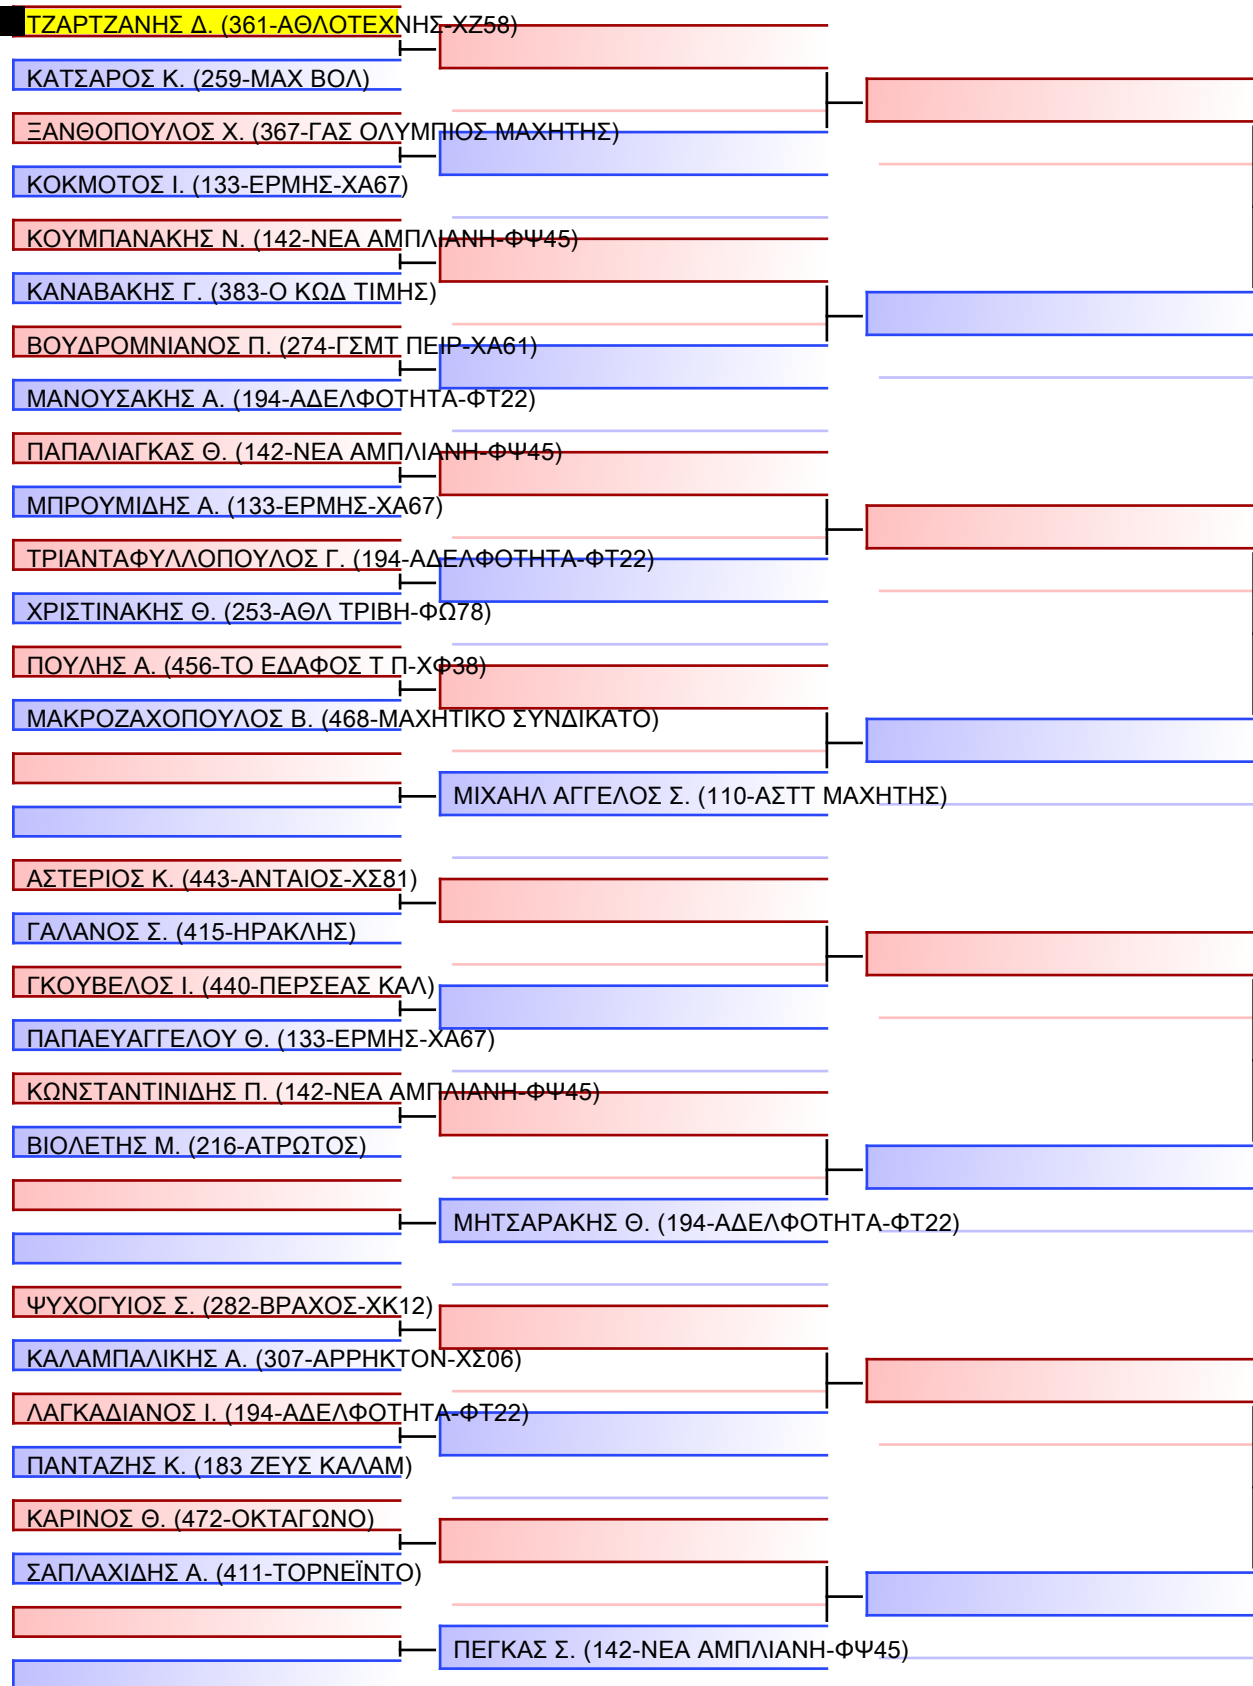 ΤΖΑΡΤΖΑΝΗΣ Δ. (361-ΑΘΛΟΤΕΧΝΗΣ-ΧΖ58)
ΚΑΤΣΑΡΟΣ Κ. (259-ΜΑΧ ΒΟΛ)
ΞΑΝΘΟΠΟΥΛΟΣ Χ. (367-ΓΑΣ ΟΛΥΜΠΙΟΣ ΜΑΧΗΤΗΣ)
ΚΟΚΜΟΤΟΣ Ι. (133-ΕΡΜΗΣ-ΧΑ67)
ΚΟΥΜΠΑΝΑΚΗΣ Ν. (142-ΝΕΑ ΑΜΠΛΙΑΝΗ-ΦΨ45)
ΚΑΝΑΒΑΚΗΣ Γ. (383-Ο ΚΩΔ ΤΙΜΗΣ)
ΒΟΥΔΡΟΜΝΙΑΝΟΣ Π. (274-ΓΣΜΤ ΠΕΙΡ-ΧΑ61)
ΜΑΝΟΥΣΑΚΗΣ Α. (194-ΑΔΕΛΦΟΤΗΤΑ-ΦΤ22)
ΠΑΠΑΛΙΑΓΚΑΣ Θ. (142-ΝΕΑ ΑΜΠΛΙΑΝΗ-ΦΨ45)
ΜΠΡΟΥΜΙΔΗΣ Α. (133-ΕΡΜΗΣ-ΧΑ67)
ΤΡΙΑΝΤΑΦΥΛΛΟΠΟΥΛΟΣ Γ. (194-ΑΔΕΛΦΟΤΗΤΑ-ΦΤ22)
ΧΡΙΣΤΙΝΑΚΗΣ Θ. (253-ΑΘΛ ΤΡΙΒΗ-ΦΩ78)
ΠΟΥΛΗΣ Α. (456-ΤΟ ΕΔΑΦΟΣ Τ Π-ΧΦ38)
ΜΑΚΡΟΖΑΧΟΠΟΥΛΟΣ Β. (468-ΜΑΧΗΤΙΚΟ ΣΥΝΔΙΚΑΤΟ)
ΜΙΧΑΗΛ ΑΓΓΕΛΟΣ Σ. (110-ΑΣΤΤ ΜΑΧΗΤΗΣ)
ΑΣΤΕΡΙΟΣ Κ. (443-ΑΝΤΑΙΟΣ-ΧΣ81)
ΓΑΛΑΝΟΣ Σ. (415-ΗΡΑΚΛΗΣ)
ΓΚΟΥΒΕΛΟΣ Ι. (440-ΠΕΡΣΕΑΣ ΚΑΛ)
ΠΑΠΑΕΥΑΓΓΕΛΟΥ Θ. (133-ΕΡΜΗΣ-ΧΑ67)
ΚΩΝΣΤΑΝΤΙΝΙΔΗΣ Π. (142-ΝΕΑ ΑΜΠΛΙΑΝΗ-ΦΨ45)
ΒΙΟΛΕΤΗΣ Μ. (216-ΑΤΡΩΤΟΣ)
ΜΗΤΣΑΡΑΚΗΣ Θ. (194-ΑΔΕΛΦΟΤΗΤΑ-ΦΤ22)
ΨΥΧΟΓΥΙΟΣ Σ. (282-ΒΡΑΧΟΣ-ΧΚ12)
ΚΑΛΑΜΠΑΛΙΚΗΣ Α. (307-ΑΡΡΗΚΤΟΝ-ΧΣ06)
ΛΑΓΚΑΔΙΑΝΟΣ Ι. (194-ΑΔΕΛΦΟΤΗΤΑ-ΦΤ22)
ΠΑΝΤΑΖΗΣ Κ. (183 ΖΕΥΣ ΚΑΛΑΜ)
ΚΑΡΙΝΟΣ Θ. (472-ΟΚΤΑΓΩΝΟ)
ΣΑΠΛΑΧΙΔΗΣ Α. (411-ΤΟΡΝΕΪΝΤΟ)
ΠΕΓΚΑΣ Σ. (142-ΝΕΑ ΑΜΠΛΙΑΝΗ-ΦΨ45)